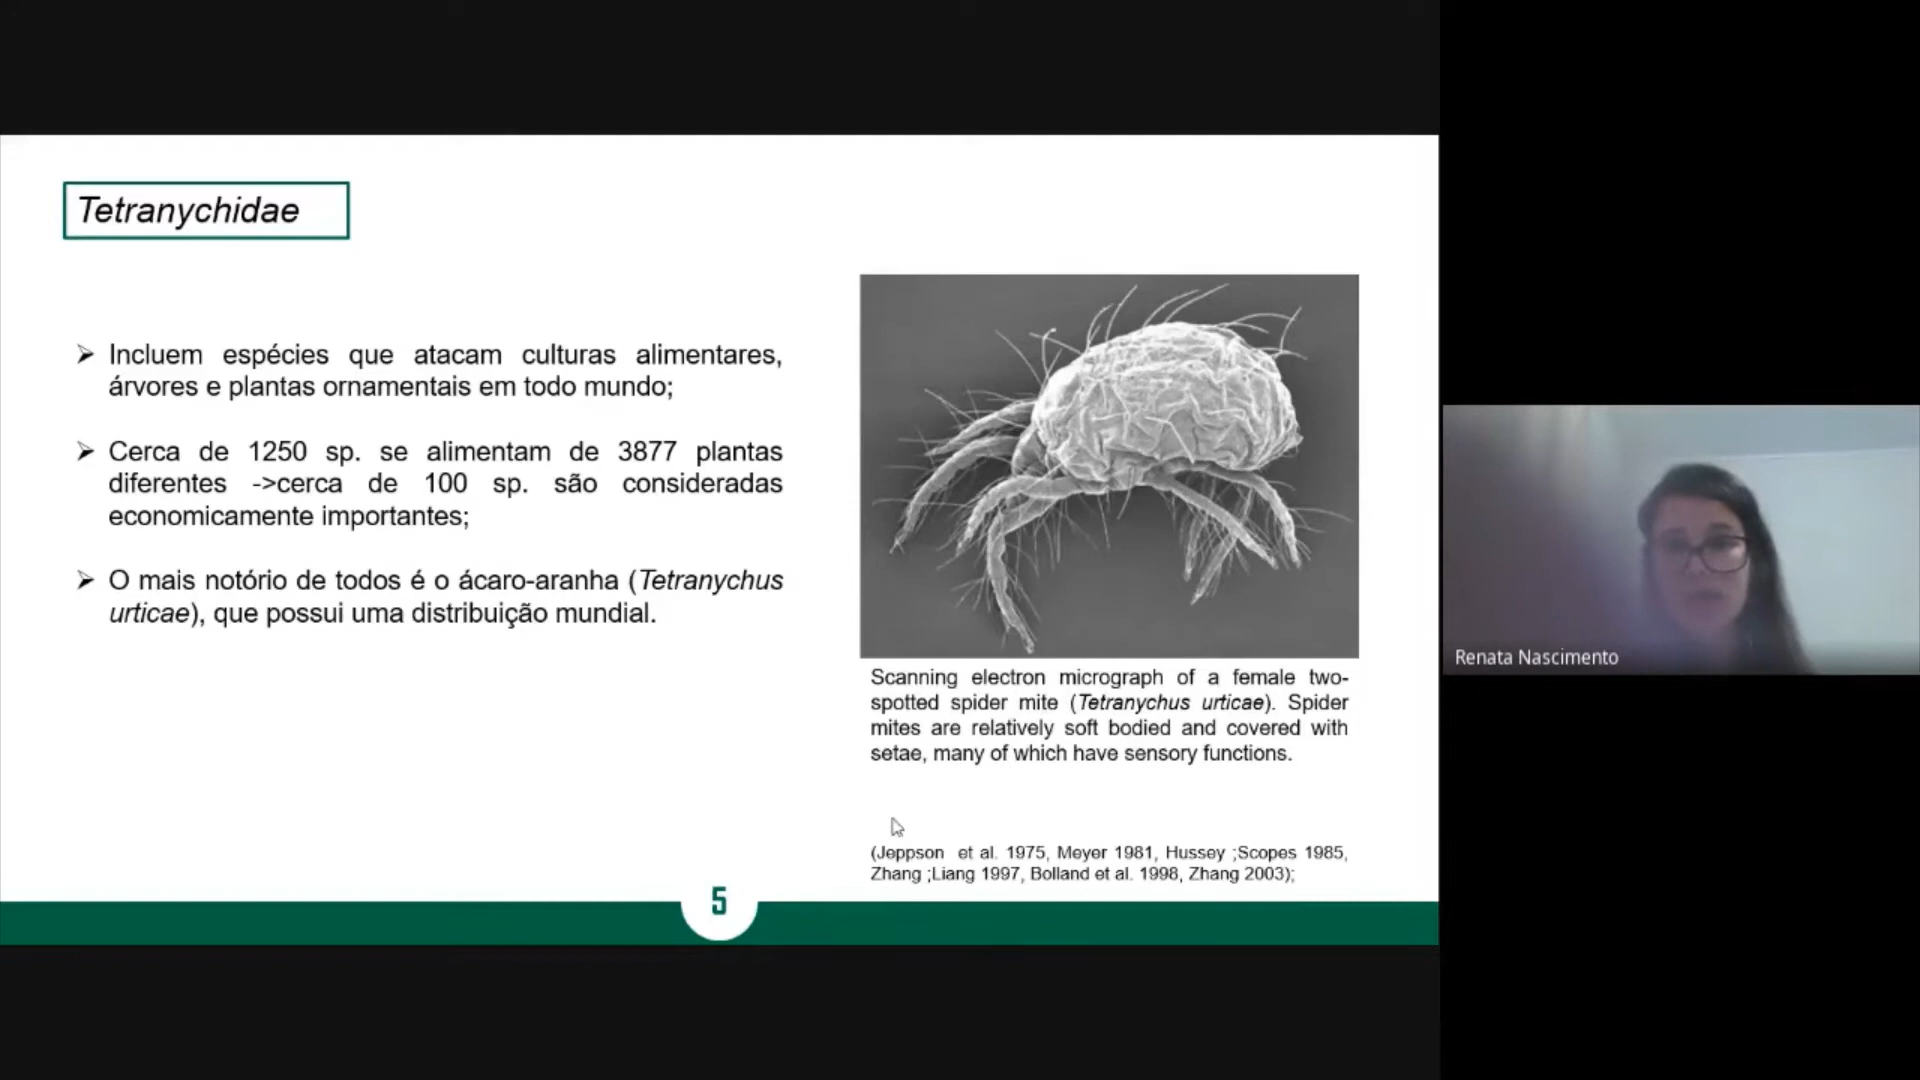 Tetranychidae
Incluem espécies que atacam culturas alimentares,
árvores e plantas ornamentais em todo mundo;
Cerca de 1250 sp. se alimentam de 3877 plantas
diferentes ->cerca de 100 sp. são consideradas
economicamente importantes;
O mais notório de todos é o ácaro-aranha (Tetranychus
urticae), que possui uma distribuição mundial.
Scanning electron micrograph of a female two-
spotted spider mite (Tetranychus urticae). Spider
mites are relatively soft bodied and covered with
setae, many of which have sensory functions.
(Jeppson et al. 1975, Meyer 1981, Hussey ;Scopes 1985,
Zhang ;Liang 1997, Bolland et al. 1998, Zhang 2003);
5
Renata Nascimento